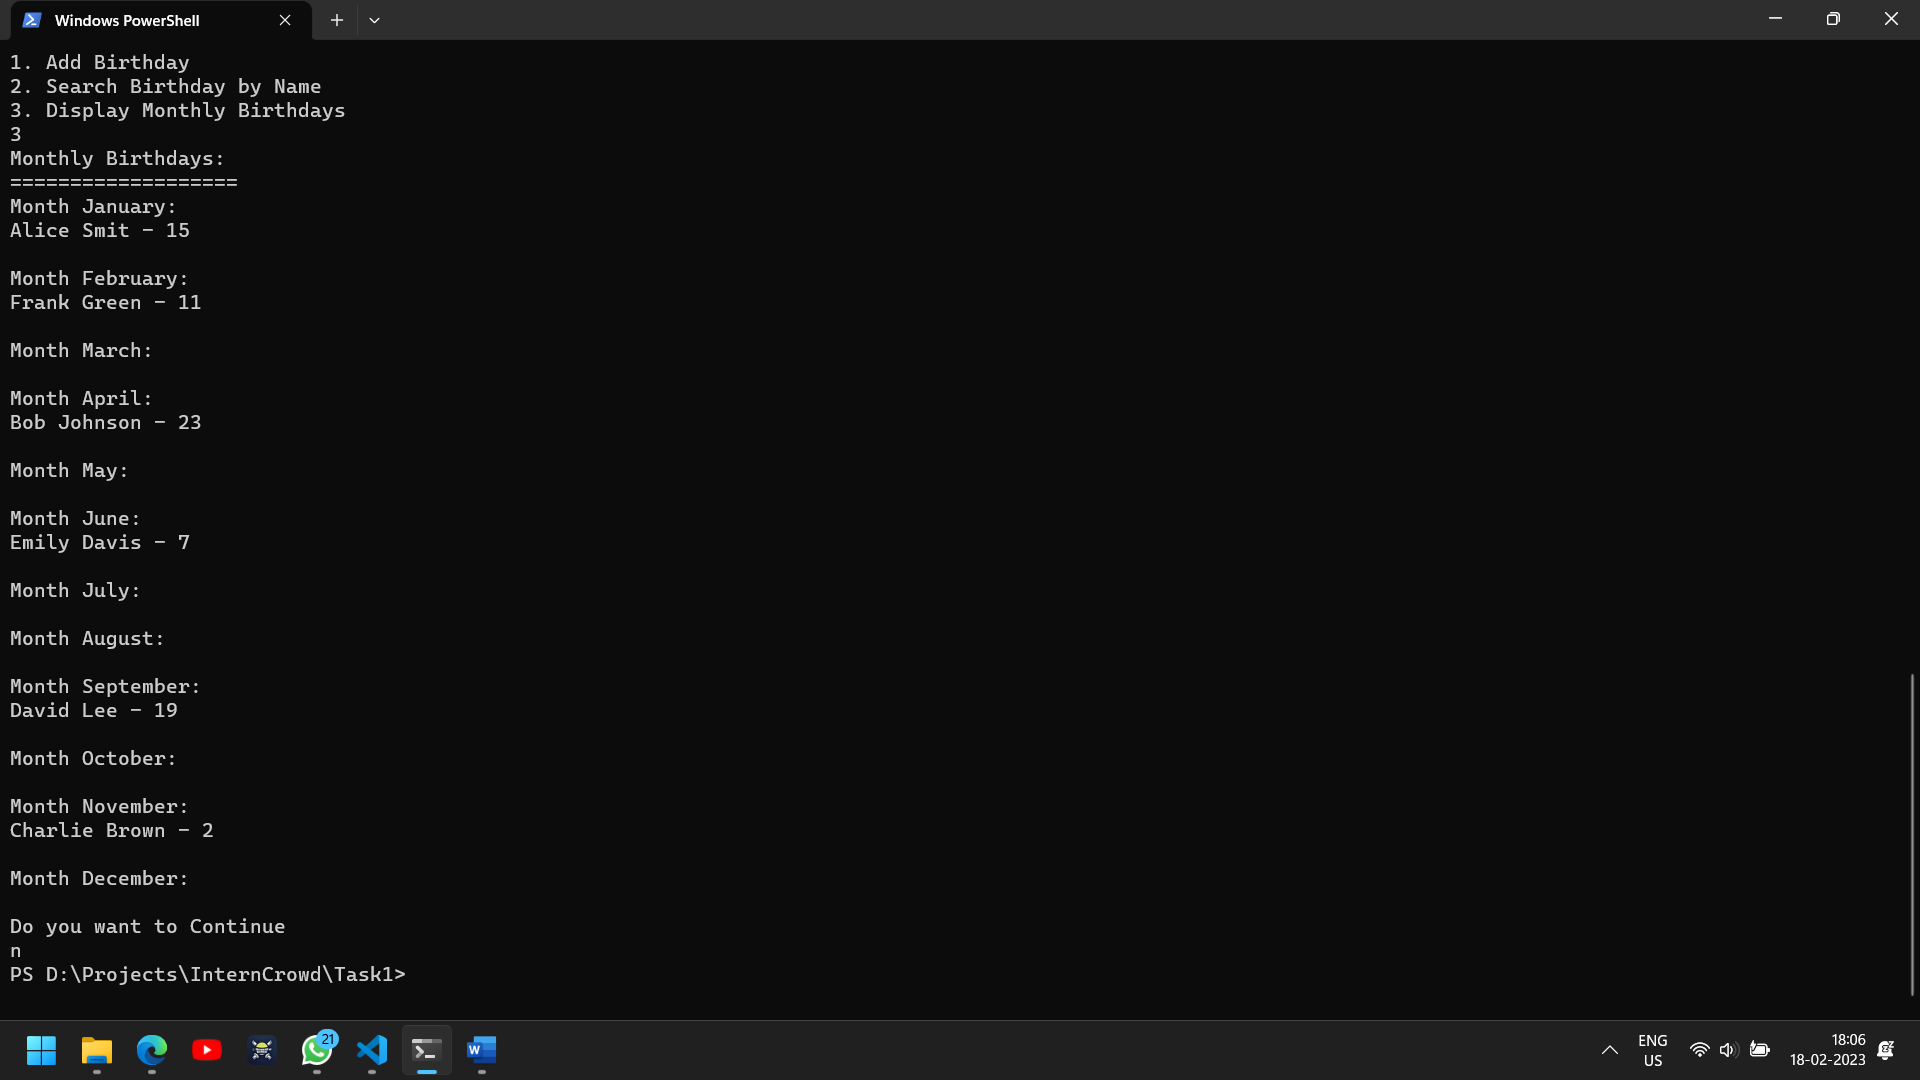 Windows PowerShell
1. Add Birthday
2. Search Birthday by Name
3. Display Monthly Birthdays
3
Monthly Birthdays:
===================
Month January:
Alice Smit - 15
Month February:
Frank Green - 11
Month March:
Month April:
Bob Johnson - 23
Month May:
Month June:
Emily Davis - 7
Month July:
Month August:
Month September:
David Lee - 19
Month October:
Month November:
Charlie Brown - 2
Month December:
Do you want to Continue
n
PS D:\Projects\InternCrowd\Task1>
21
W
ENG
US
18:06
18-02-2023